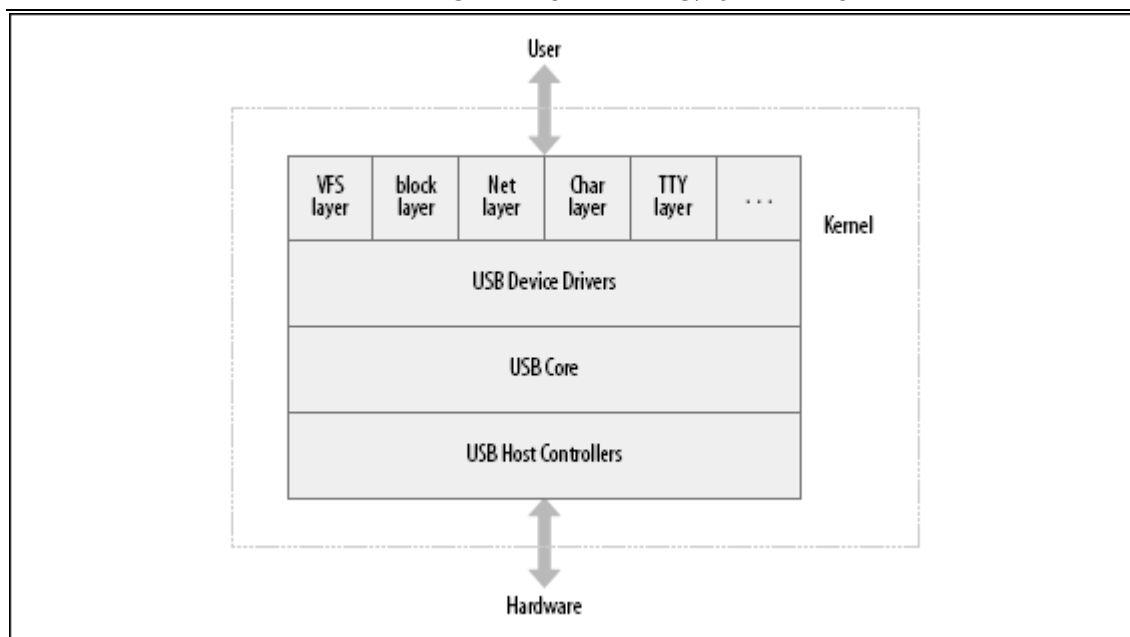 User
VFS
layer
block
layer
Net
layer
Char
layer
TTY
layer
...
Kernel
USB Device Drivers
USB Core
USB Host Controllers
Hardware